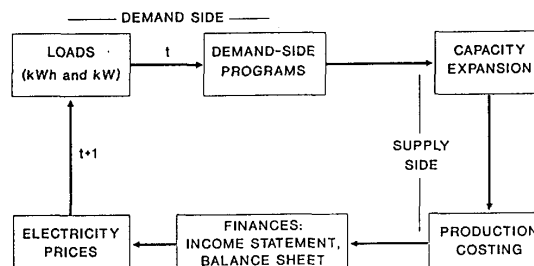 DEMAND SIDE
LOADS
(kWh and kW)
t
DEMAND-SIDE
PROGRAMS
CAPACITY
EXPANSION
t+1
SUPPLY
SIDE
ELECTRICITY
PRICES
FINANCES:
INCOME STATEMENT,
BALANCE SHEET
PRODUCTION
COSTING